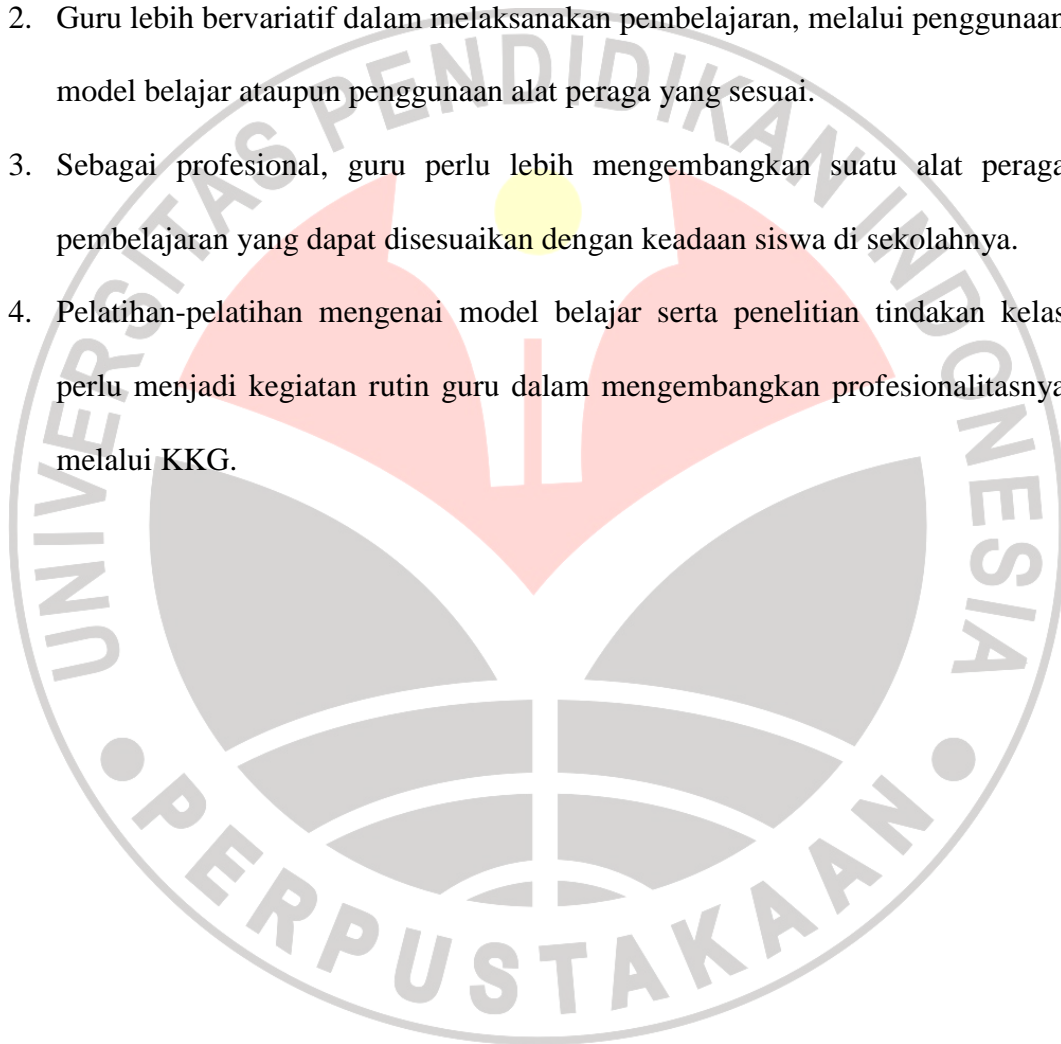 2. Guru lebih bervariatif dalam melaksanakan pembelajaran, melalui penggunaan
model belajar ataupun penggunaan alat peraga yang sesuai.
3. Sebagai profesional, guru perlu lebih mengembangkan suatu alat peraga
pembelajaran yang dapat disesuaikan dengan keadaan siswa di sekolahnya.
4. Pelatihan-pelatihan mengenai model belajar serta penelitian tindakan kelas
perlu menjadi kegiatan rutin guru dalam mengembangkan profesionalitasnya
melalui KKG.
UNIVERSITAS PENDIDIKAN INDONESIA
PERPUSTAKAAN